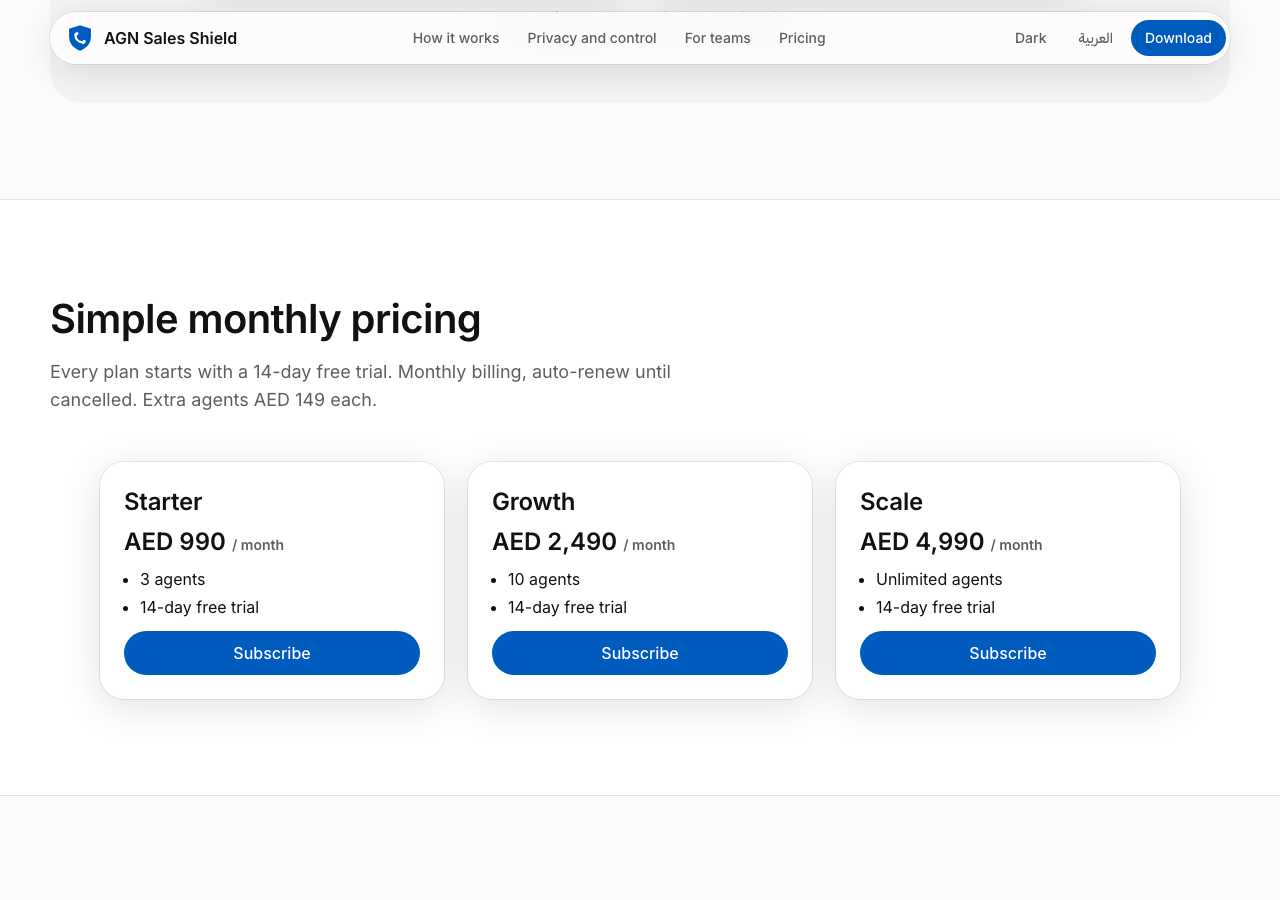 AGN Sales Shield
How it works
Privacy and control
For teams
Pricing
Dark
العربية
Download
Simple monthly pricing
Every plan starts with a 14-day free trial. Monthly billing, auto-renew until
cancelled. Extra agents AED 149 each.
Starter
AED 990 / month
3 agents
14-day free trial
Subscribe
Growth
AED 2,490 / month
10 agents
14-day free trial
Subscribe
Scale
AED 4,990 / month
Unlimited agents
14-day free trial
Subscribe